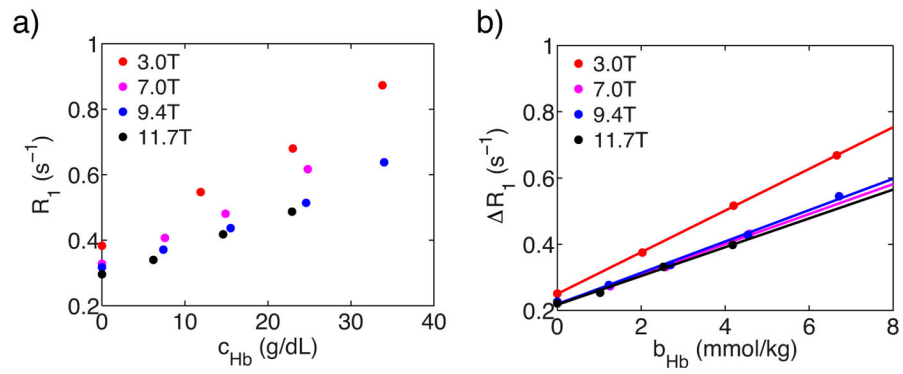 a)
1
0.8
0.6
0.4
0.2
R₁ (s⁻¹)
3.0T
7.0T
9.4T
11.7T
0 10 20 30 40
c_Hb (g/dL)
b)
1
0.8
0.6
0.4
0.2
ΔR₁ (s⁻¹)
3.0T
7.0T
9.4T
11.7T
0 2 4 6 8
b_Hb (mmol/kg)